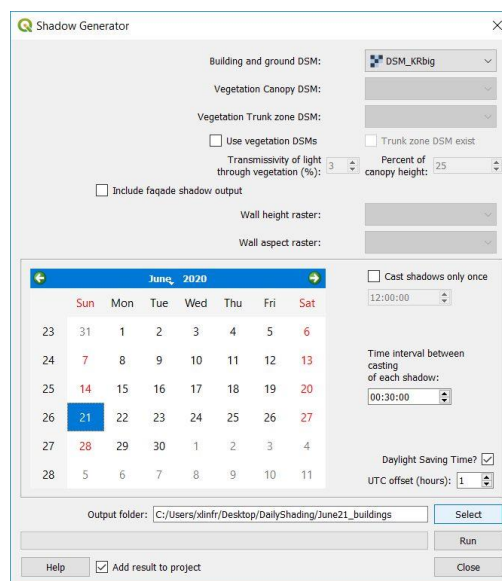 Shadow Generator
Building and ground DSM: DSM_KRbig
Vegetation Canopy DSM:
Vegetation Trunk zone DSM:
Use vegetation DSMs Trunk zone DSM exist
Transmissivity of light
through vegetation (%): 3
Percent of
canopy height: 25
Include façade shadow output
Wall height raster:
Wall aspect raster:
June, 2020
Sun Mon Tue Wed Thu Fri Sat
23 31 1 2 3 4 5 6
24 7 8 9 10 11 12 13
25 14 15 16 17 18 19 20
26 21 22 23 24 25 26 27
27 28 29 30 1 2 3 4
28 5 6 7 8 9 10 11
Cast shadows only once
12:00:00
Time interval between
casting
of each shadow:
00:30:00
Daylight Saving Time?
UTC offset (hours): 1
Output folder: C:/Users/xlinfr/Desktop/DailyShading/June21_buildings Select
Run
Help Add result to project Close